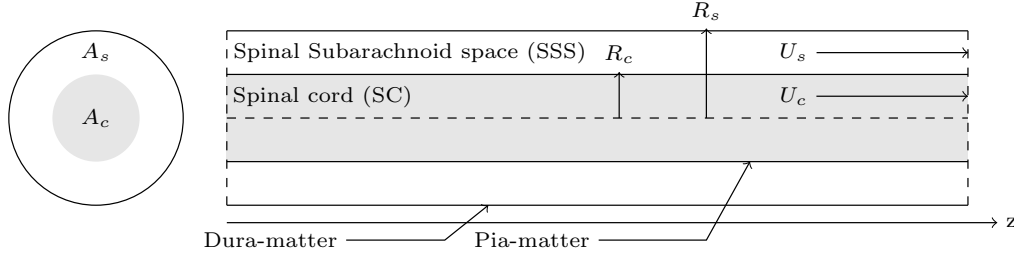 R_s
A_s
Spinal Subarachnoid space (SSS)
R_c
U_s
Spinal cord (SC)
U_c
A_c
z
Dura-matter
Pia-matter